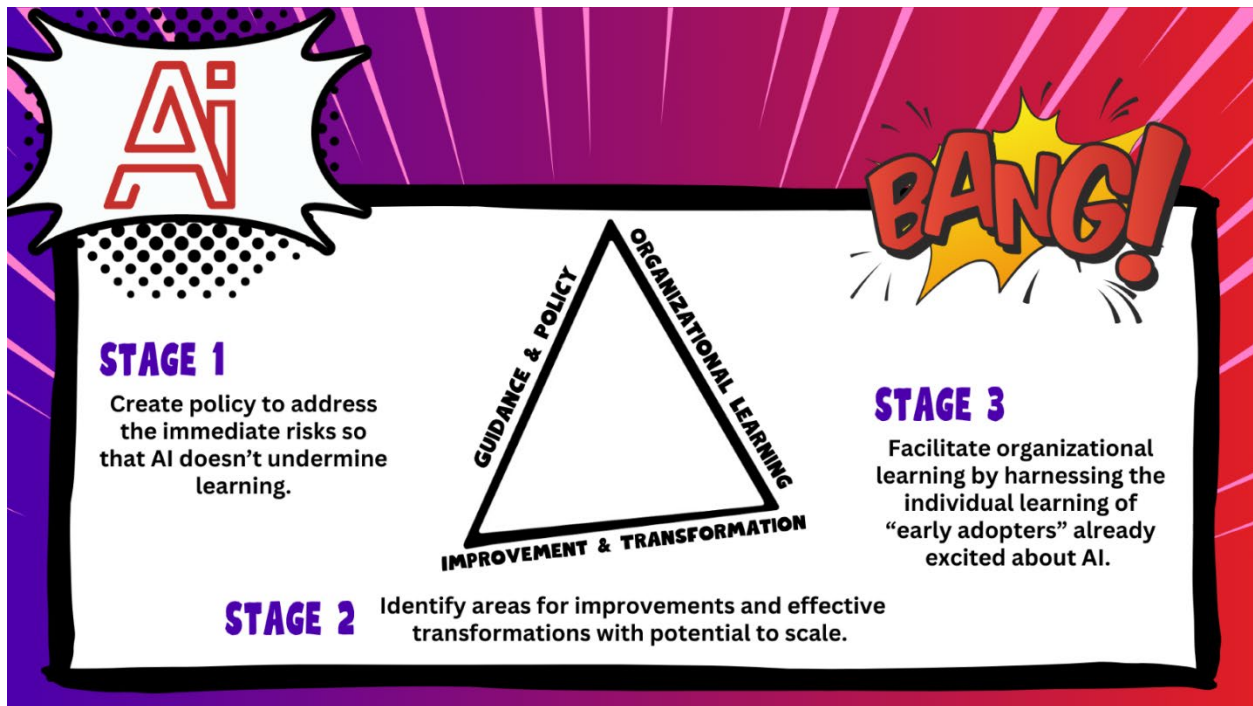 Ai
BANG!
STAGE 1
Create policy to address
the immediate risks so
that AI doesn’t undermine
learning.
GUIDANCE & POLICY
ORGANIZATIONAL LEARNING
IMPROVEMENT & TRANSFORMATION
STAGE 2
Identify areas for improvements and effective
transformations with potential to scale.
STAGE 3
Facilitate organizational
learning by harnessing the
individual learning of
“early adopters” already
excited about AI.